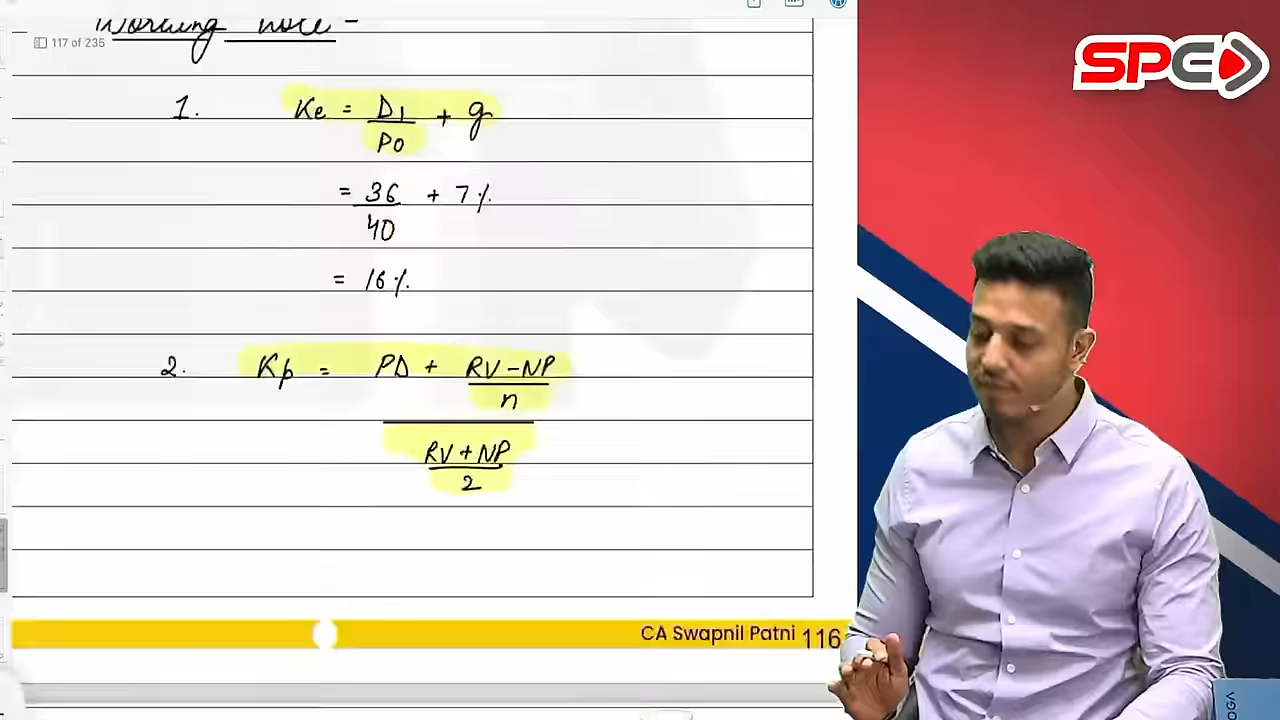 Working note -
117 of 235
SPC
1. Ke = D1 + g
P0
= 36 + 7%
40
= 16%
2. Kp = PD + RV - NP
n
RV + NP
2
CA Swapnil Patni 116